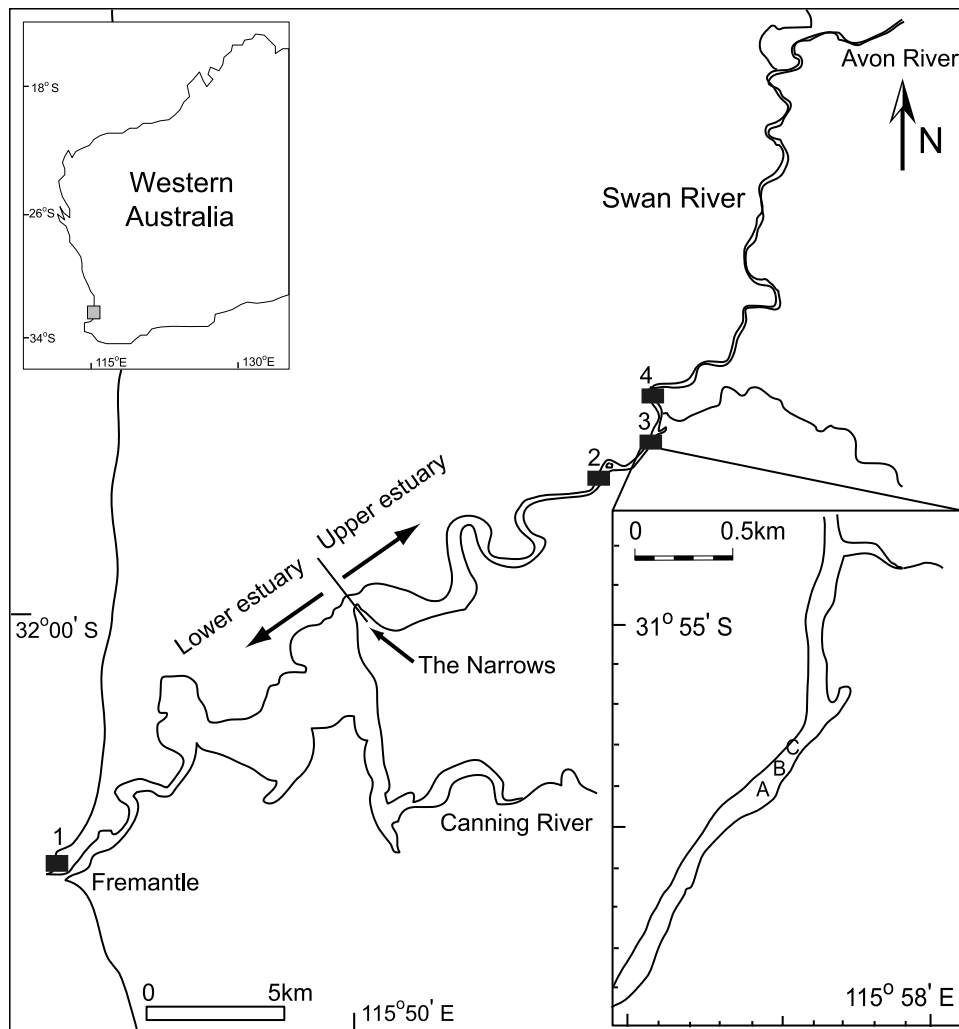 Avon River
N
18°S
Western
Australia
26°S
34°S
115°E
130°E
Swan River
4
3
2
Upper estuary
Lower estuary
32°00' S
The Narrows
Canning River
1
Fremantle
0 5km
115°50' E
0 0.5km
31° 55' S
C
B
A
115° 58' E